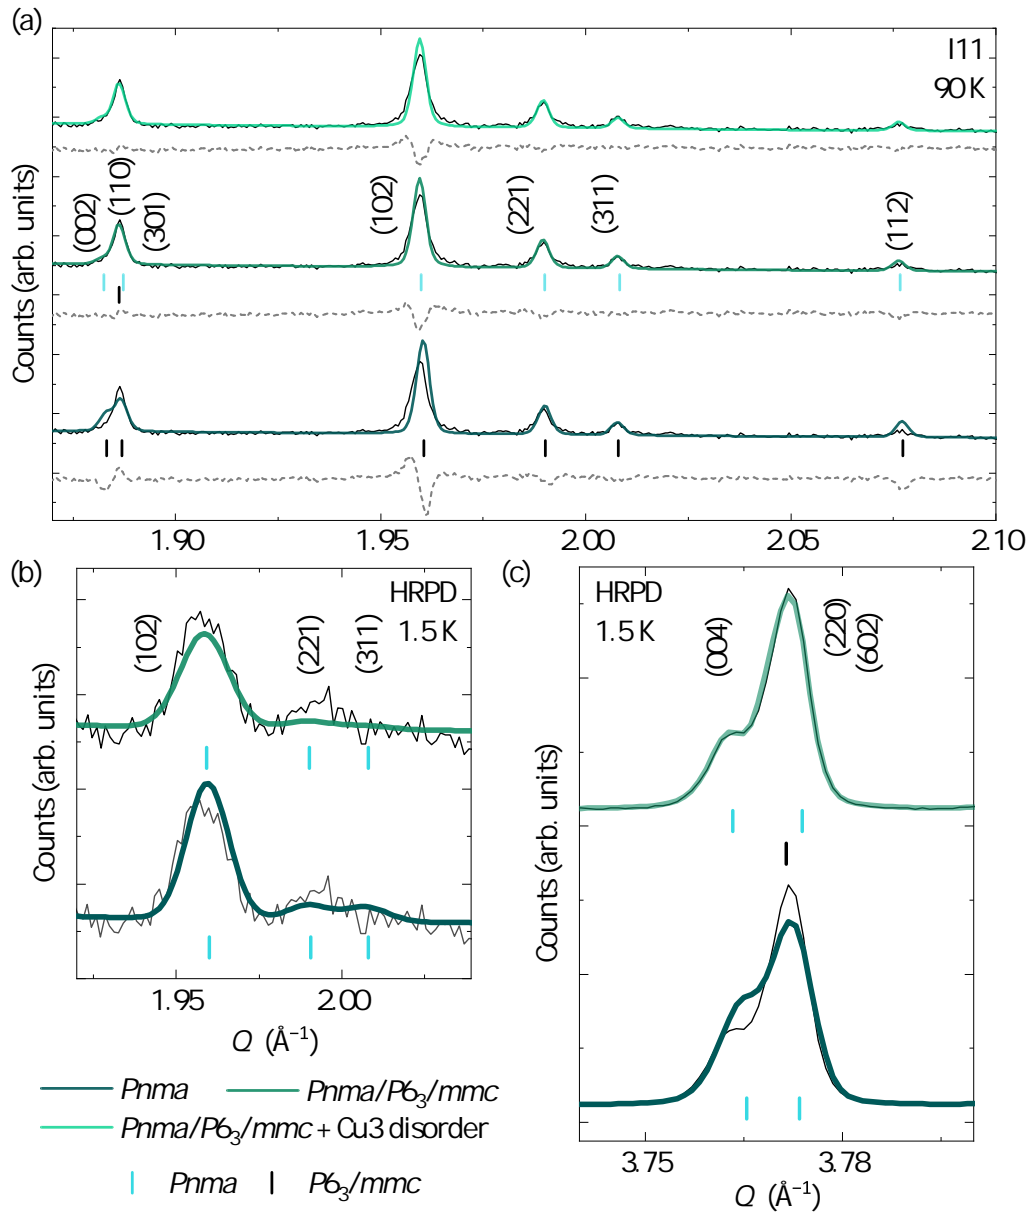 (a)
I11
90 K
Counts (arb. units)
(002)
(110)
(301)
(102)
(221)
(311)
(112)
1.90
1.95
2.00
2.05
2.10
(b)
HRPD
1.5 K
(102)
(221)
(311)
Counts (arb. units)
1.95
2.00
Q (Å⁻¹)
(c)
HRPD
1.5 K
(004)
(220)
(602)
Counts (arb. units)
3.75
3.78
Q (Å⁻¹)
Pnma
Pnma/P6₃/mmc
Pnma/P6₃/mmc + Cu3 disorder
Pnma
P6₃/mmc